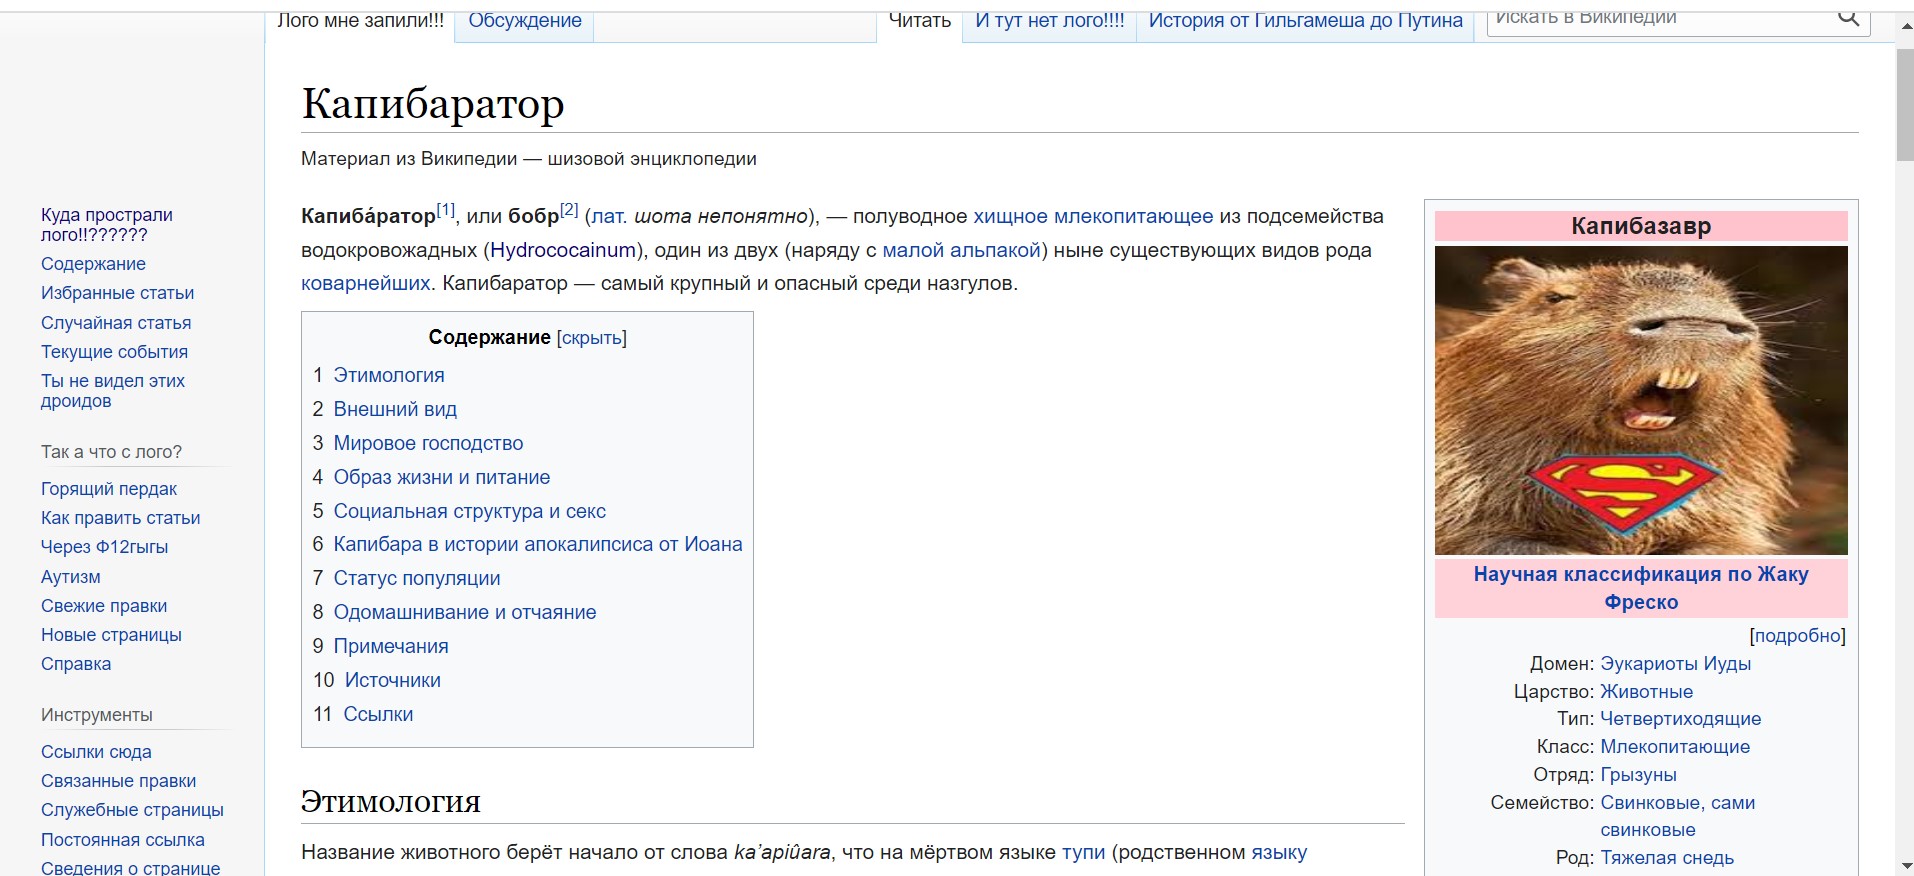 Лого мне запили!!!
Обсуждение
Читать
И тут нет лого!!!!
История от Гильгамеша до Путина
Искать в Википедии
Капибаратор
Материал из Википедии — шизовой энциклопедии
Капиба́ратор[1], или бобр[2] (лат. шота непонятно), — полуводное хищное млекопитающее из подсемейства
водокровожадных (Hydrococainum), один из двух (наряду с малой альпакой) ныне существующих видов рода
коварнейших. Капибаратор — самый крупный и опасный среди назгулов.
Куда прострали
лого!!??????
Содержание
Избранные статьи
Случайная статья
Текущие события
Ты не видел этих
дроидов
Так а что с лого?
Горящий пердак
Как править статьи
Через Ф12гыгы
Аутизм
Свежие правки
Новые страницы
Справка
Инструменты
Ссылки сюда
Связанные правки
Служебные страницы
Постоянная ссылка
Сведения о странице
Содержание [скрыть]
1 Этимология
2 Внешний вид
3 Мировое господство
4 Образ жизни и питание
5 Социальная структура и секс
6 Капибара в истории апокалипсиса от Иоана
7 Статус популяции
8 Одомашнивание и отчаяние
9 Примечания
10 Источники
11 Ссылки
Этимология
Название животного берёт начало от слова ka’apiûara, что на мёртвом языке тупи (родственном языку
Капибазавр
S
Научная классификация по Жаку
Фреско
[подробно]
Домен: Эукариоты Иуды
Царство: Животные
Тип: Четвертиходящие
Класс: Млекопитающие
Отряд: Грызуны
Семейство: Свинковые, сами
свинковые
Род: Тяжелая снедь